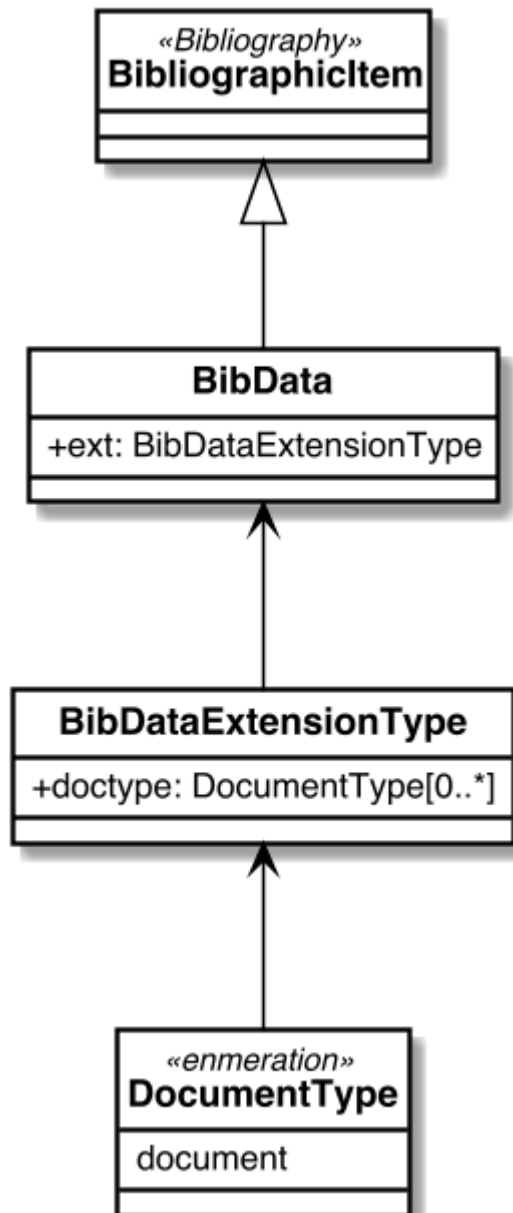 «Bibliography»
BibliographicItem
BibData
+ext: BibDataExtensionType
BibDataExtensionType
+doctype: DocumentType[0..*]
«enmeration»
DocumentType
document